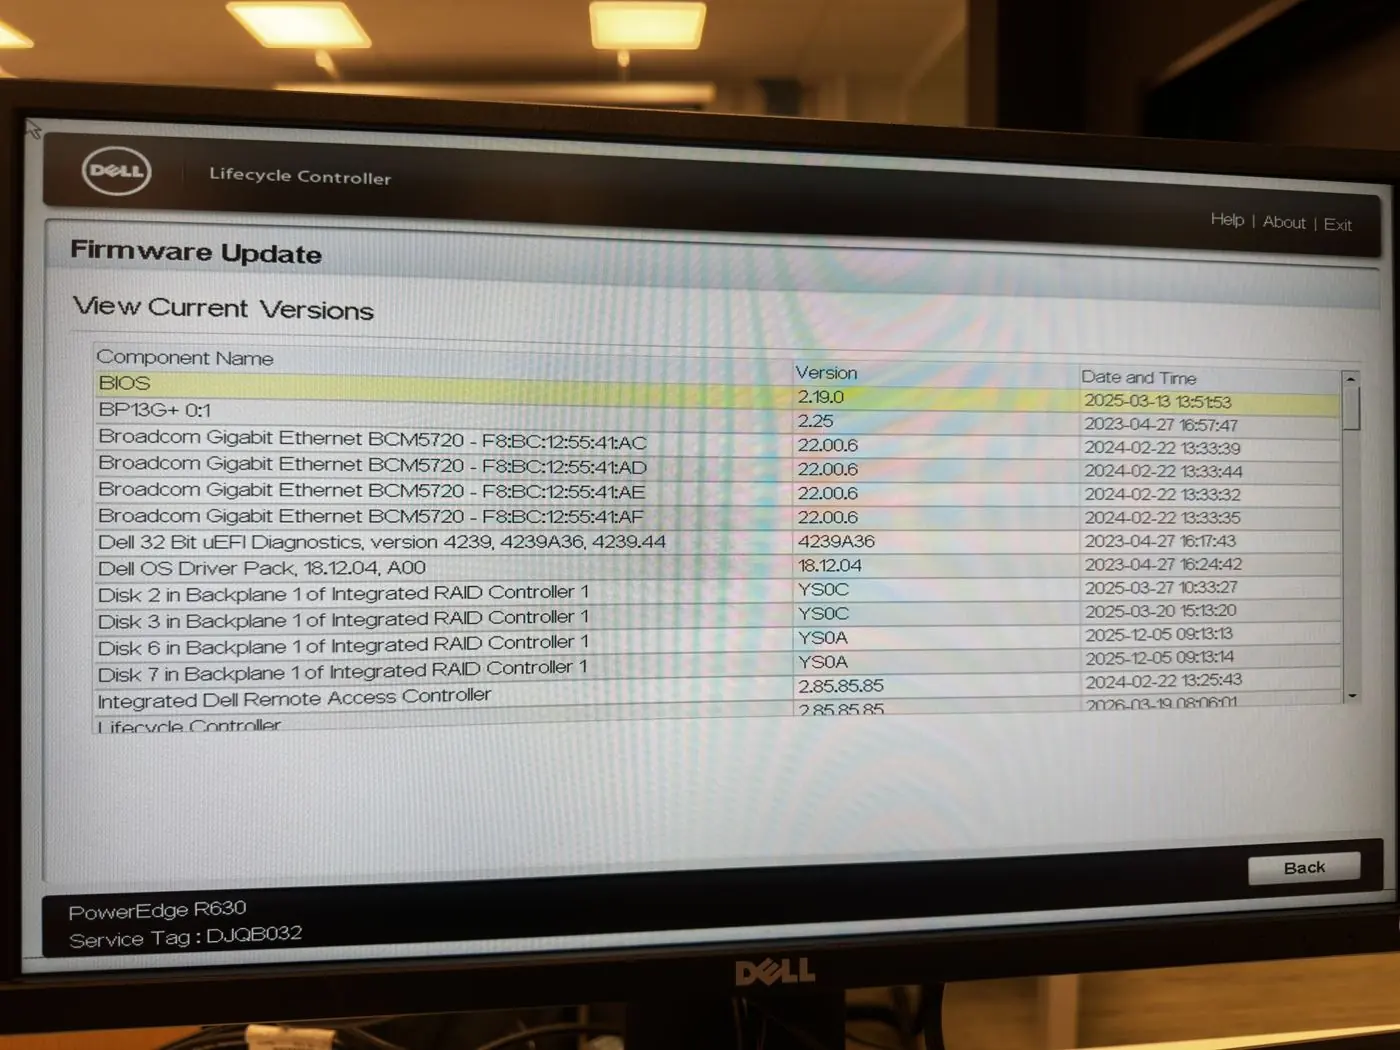 DELL
Lifecycle Controller
Help | About | Exit
Firmware Update
View Current Versions
Component Name Version Date and Time
BIOS 2.19.0 2025-03-13 13:51:53
BP13G+ 0:1 2.25 2023-04-27 16:57:47
Broadcom Gigabit Ethernet BCM5720 - F8:BC:12:55:41:AC 22.00.6 2024-02-22 13:33:39
Broadcom Gigabit Ethernet BCM5720 - F8:BC:12:55:41:AD 22.00.6 2024-02-22 13:33:44
Broadcom Gigabit Ethernet BCM5720 - F8:BC:12:55:41:AE 22.00.6 2024-02-22 13:33:32
Broadcom Gigabit Ethernet BCM5720 - F8:BC:12:55:41:AF 22.00.6 2024-02-22 13:33:35
Dell 32 Bit uEFI Diagnostics, version 4239, 4239A36, 4239.44 4239A36 2023-04-27 16:17:43
Dell OS Driver Pack, 18.12.04, A00 18.12.04 2023-04-27 16:24:42
Disk 2 in Backplane 1 of Integrated RAID Controller 1 YS0C 2025-03-27 10:33:27
Disk 3 in Backplane 1 of Integrated RAID Controller 1 YS0C 2025-03-20 15:13:20
Disk 6 in Backplane 1 of Integrated RAID Controller 1 YS0A 2025-12-05 09:13:13
Disk 7 in Backplane 1 of Integrated RAID Controller 1 YS0A 2025-12-05 09:13:14
Integrated Dell Remote Access Controller 2.85.85.85 2024-02-22 13:25:43
Lifecycle Controller 2.85.85.85 2026-03-19 08:06:01
Back
PowerEdge R630
Service Tag : DJQB032
DELL